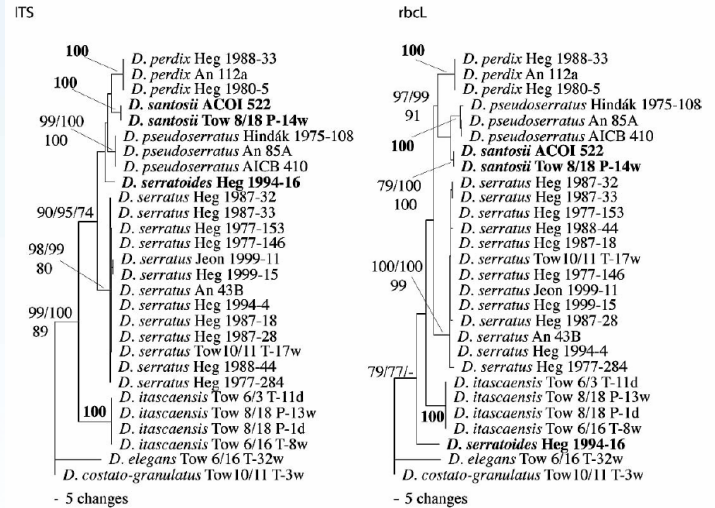 ITS
100
D. perdix Heg 1988-33
D. perdix An 112a
D. perdix Heg 1980-5
100
D. santosii ACOI 522
D. santosii Tow 8/18 P-14w
99/100
100
D. pseudoserratus Hindák 1975-108
D. pseudoserratus An 85A
D. pseudoserratus AICB 410
D. serratoides Heg 1994-16
90/95/74
D. serratus Heg 1987-32
D. serratus Heg 1987-33
D. serratus Heg 1977-153
D. serratus Heg 1977-146
98/99
80
D. serratus Jeon 1999-11
D. serratus Heg 1999-15
D. serratus An 43B
D. serratus Heg 1994-4
99/100
89
D. serratus Heg 1987-18
D. serratus Heg 1987-28
D. serratus Tow10/11 T-17w
D. serratus Heg 1988-44
D. serratus Heg 1977-284
D. itascaensis Tow 6/3 T-11d
100
D. itascaensis Tow 8/18 P-13w
D. itascaensis Tow 8/18 P-1d
D. itascaensis Tow 6/16 T-8w
D. elegans Tow 6/16 T-32w
D. costato-granulatus Tow10/11 T-3w
- 5 changes
rbcL
100
D. perdix Heg 1988-33
D. perdix An 112a
D. perdix Heg 1980-5
97/99
91
D. pseudoserratus Hindák 1975-108
D. pseudoserratus An 85A
D. pseudoserratus AICB 410
100
D. santosii ACOI 522
D. santosii Tow 8/18 P-14w
79/100
100
D. serratus Heg 1987-32
D. serratus Heg 1987-33
D. serratus Heg 1977-153
D. serratus Heg 1988-44
D. serratus Heg 1987-18
D. serratus Tow10/11 T-17w
100/100
99
D. serratus Heg 1977-146
D. serratus Jeon 1999-11
D. serratus Heg 1999-15
D. serratus Heg 1987-28
D. serratus An 43B
D. serratus Heg 1994-4
D. serratus Heg 1977-284
79/77/-
D. itascaensis Tow 6/3 T-11d
D. itascaensis Tow 8/18 P-13w
100
D. itascaensis Tow 8/18 P-1d
D. itascaensis Tow 6/16 T-8w
D. serratoides Heg 1994-16
D. elegans Tow 6/16 T-32w
D. costato-granulatus Tow10/11 T-3w
- 5 changes